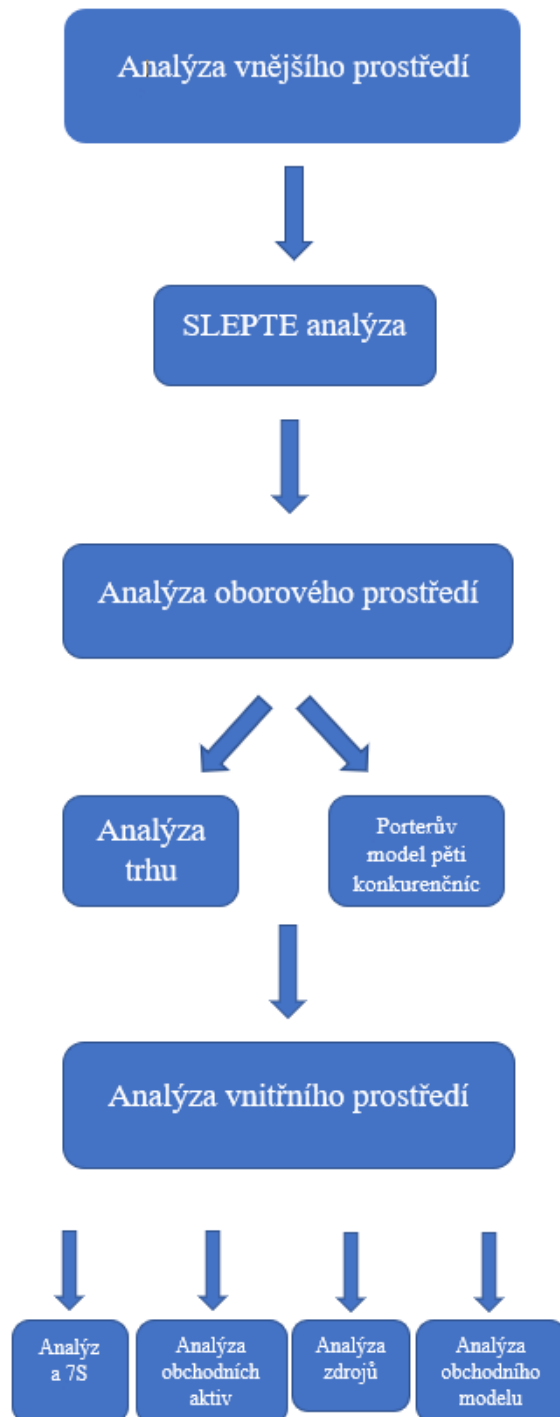 Analýza vnějšího prostředí
SLEPTE analýza
Analýza oborového prostředí
Analýza
trhu
Porterův
model pěti
konkurenčníc
Analýza vnitřního prostředí
Analýz
a 7S
Analýza
obchodních
aktiv
Analýza
zdrojů
Analýza
obchodního
modelu